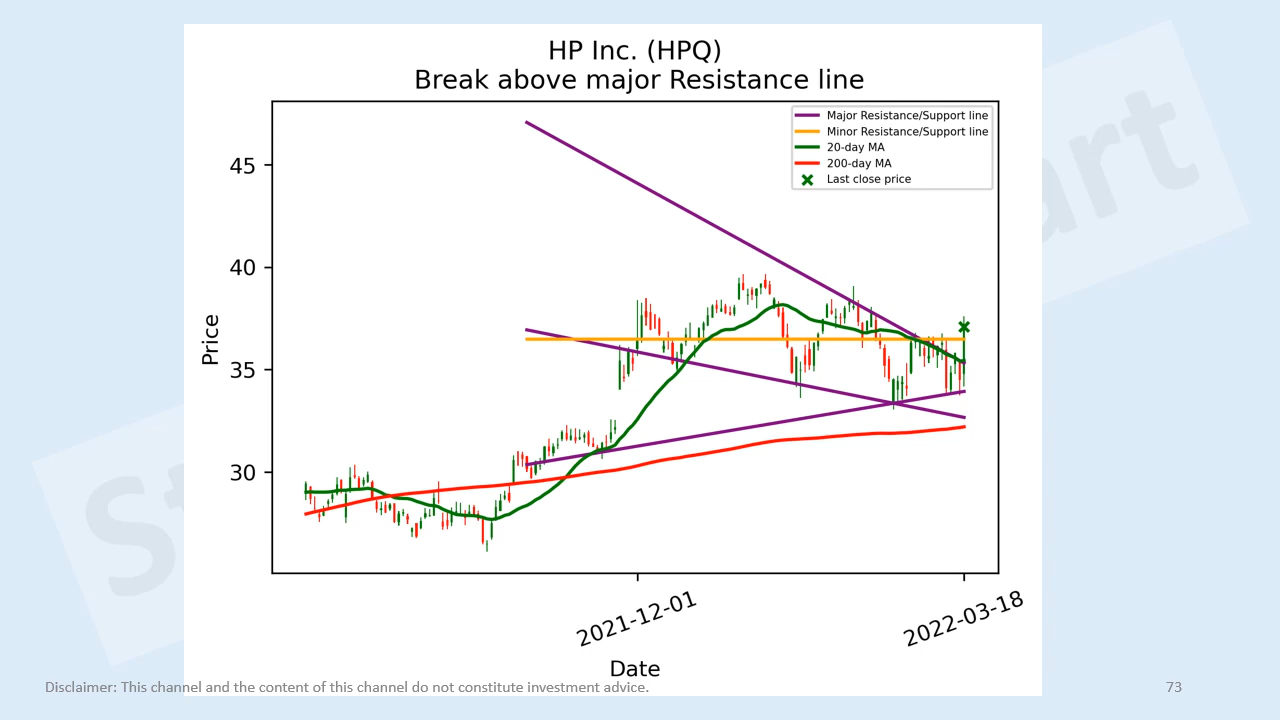 HP Inc. (HPQ)
Break above major Resistance line
Major Resistance/Support line
Minor Resistance/Support line
20-day MA
200-day MA
Last close price
45
40
35
30
Price
2021-12-01
2022-03-18
Date
Disclaimer: This channel and the content of this channel do not constitute investment advice.
73